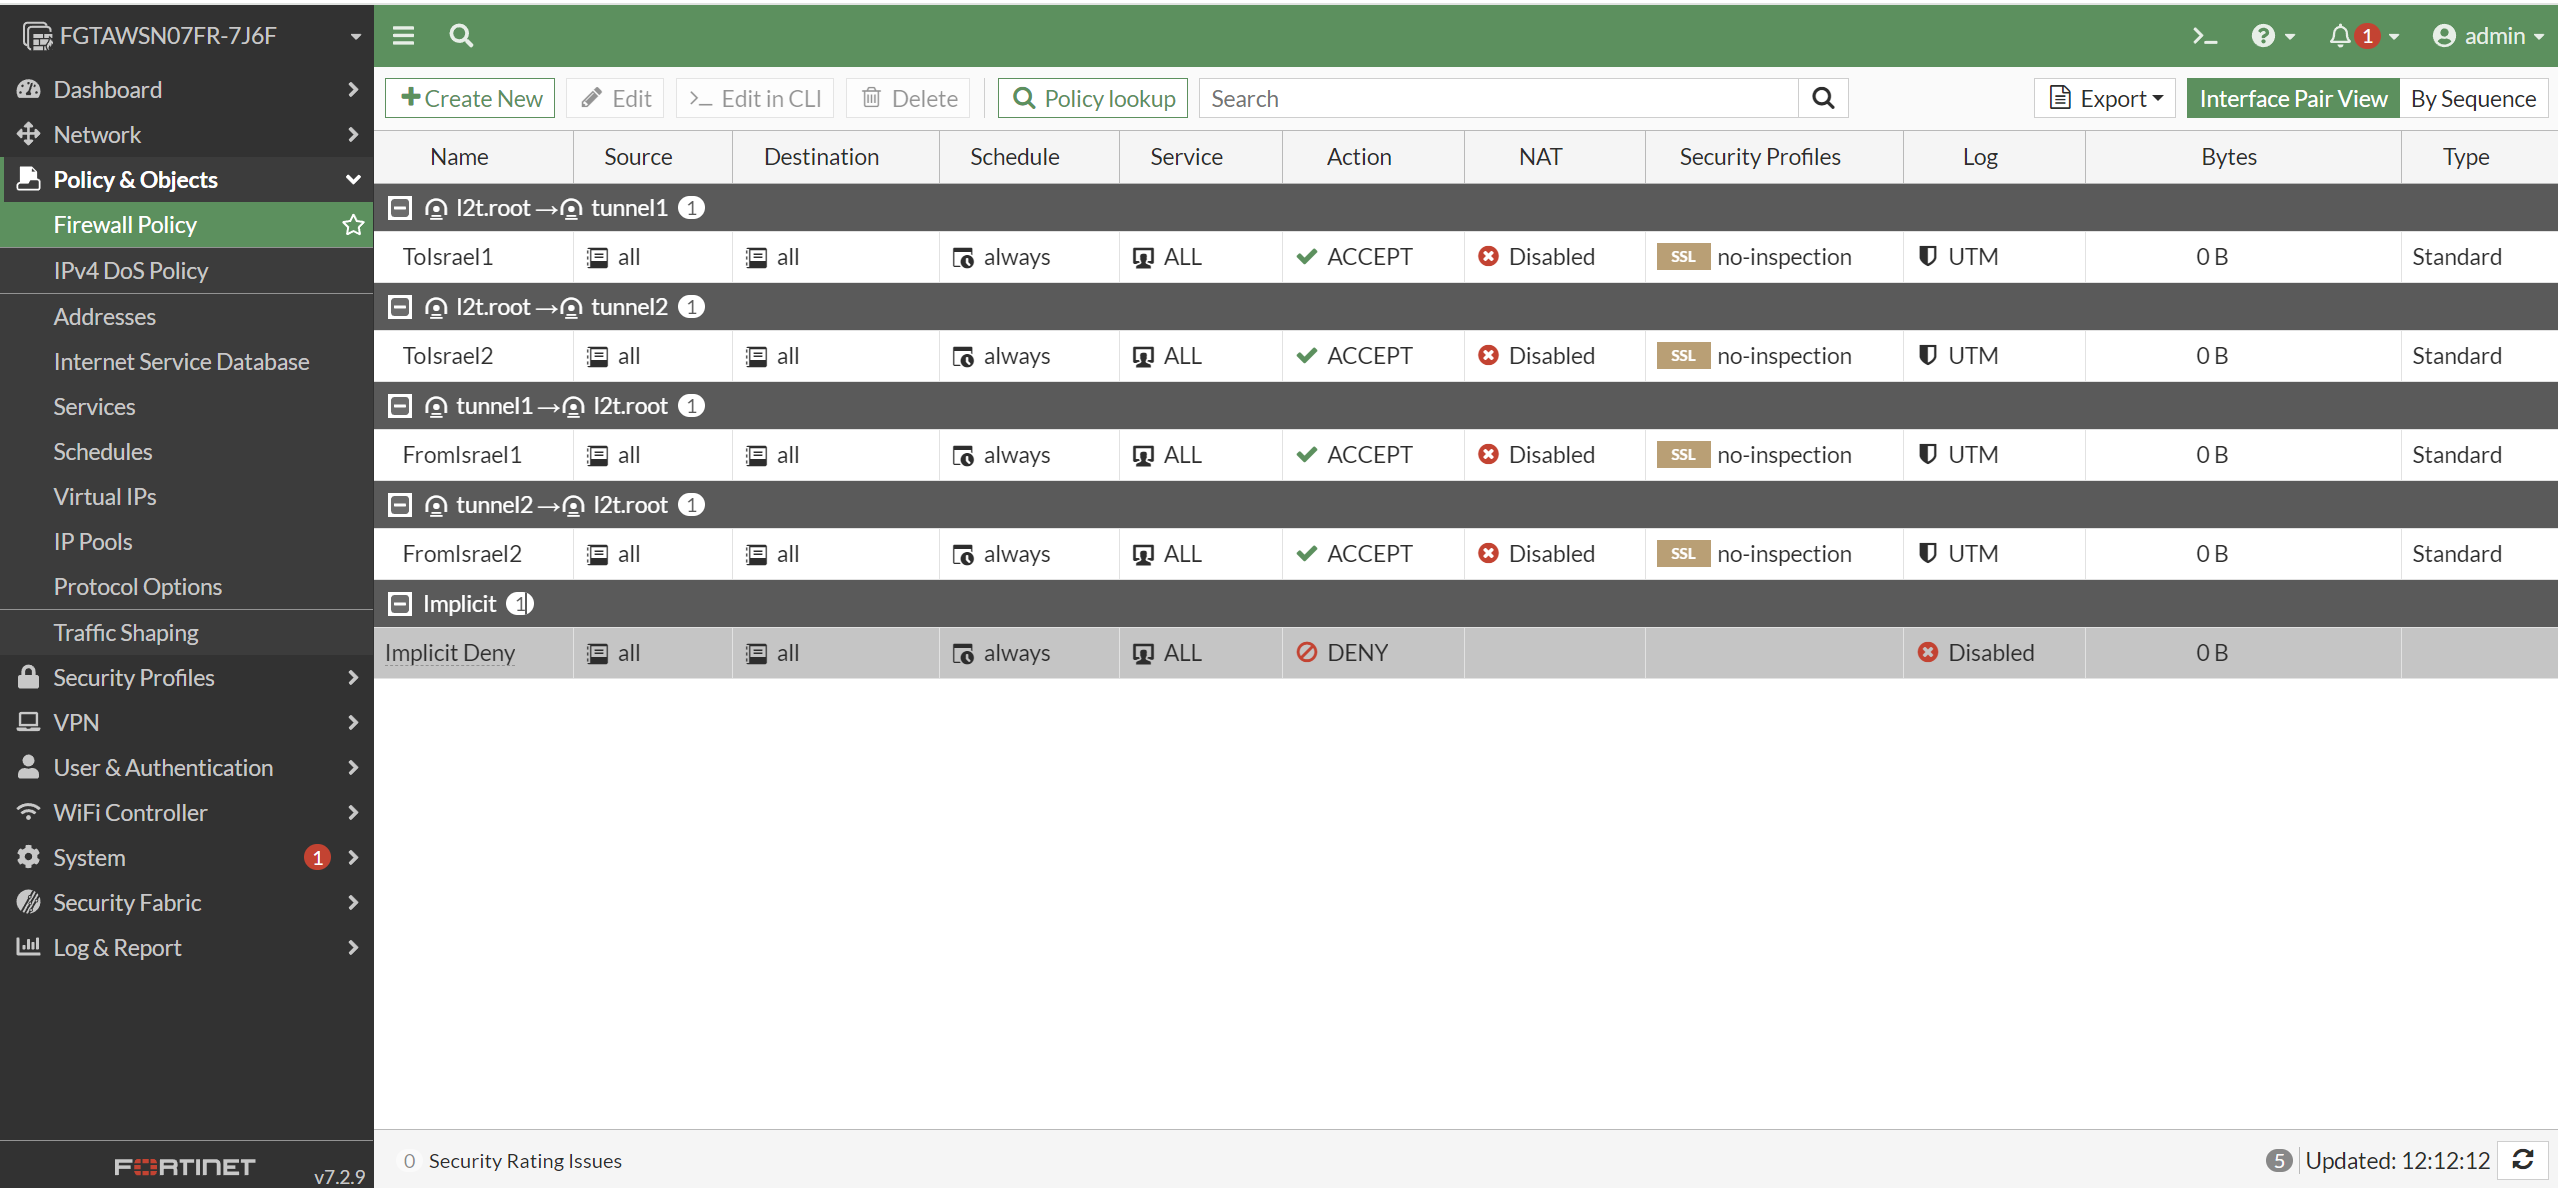 FGTAWSN07FR-7J6F
1
admin
Dashboard
Network
Policy & Objects
Firewall Policy
IPv4 DoS Policy
Addresses
Internet Service Database
Services
Schedules
Virtual IPs
IP Pools
Protocol Options
Traffic Shaping
Security Profiles
VPN
User & Authentication
WiFi Controller
System 1
Security Fabric
Log & Report
FORTINET v7.2.9
Create New Edit Edit in CLI Delete Policy lookup Search Export Interface Pair View By Sequence
Name Source Destination Schedule Service Action NAT Security Profiles Log Bytes Type
l2t.root → tunnel1 1
ToIsrael1 all all always ALL ACCEPT Disabled SSL no-inspection UTM 0 B Standard
l2t.root → tunnel2 1
ToIsrael2 all all always ALL ACCEPT Disabled SSL no-inspection UTM 0 B Standard
tunnel1 → l2t.root 1
FromIsrael1 all all always ALL ACCEPT Disabled SSL no-inspection UTM 0 B Standard
tunnel2 → l2t.root 1
FromIsrael2 all all always ALL ACCEPT Disabled SSL no-inspection UTM 0 B Standard
Implicit 1
Implicit Deny all all always ALL DENY Disabled 0 B
0 Security Rating Issues
5 Updated: 12:12:12